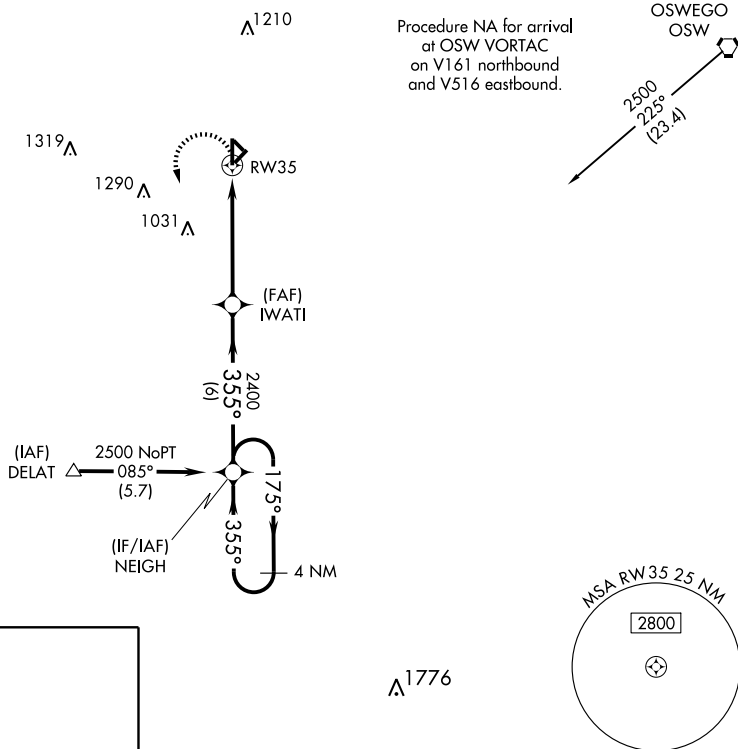 1210
Procedure NA for arrival
at OSW VORTAC
on V161 northbound
and V516 eastbound.
OSWEGO
OSW
2500
225°
(23.4)
1319
1290
1031
RW35
(FAF)
IWATI
2400
355°
(6)
(IAF)
DELAT
2500 NoPT
085°
(5.7)
175°
355°
(IF/IAF)
NEIGH
4 NM
MSA RW35 25 NM
2800
1776